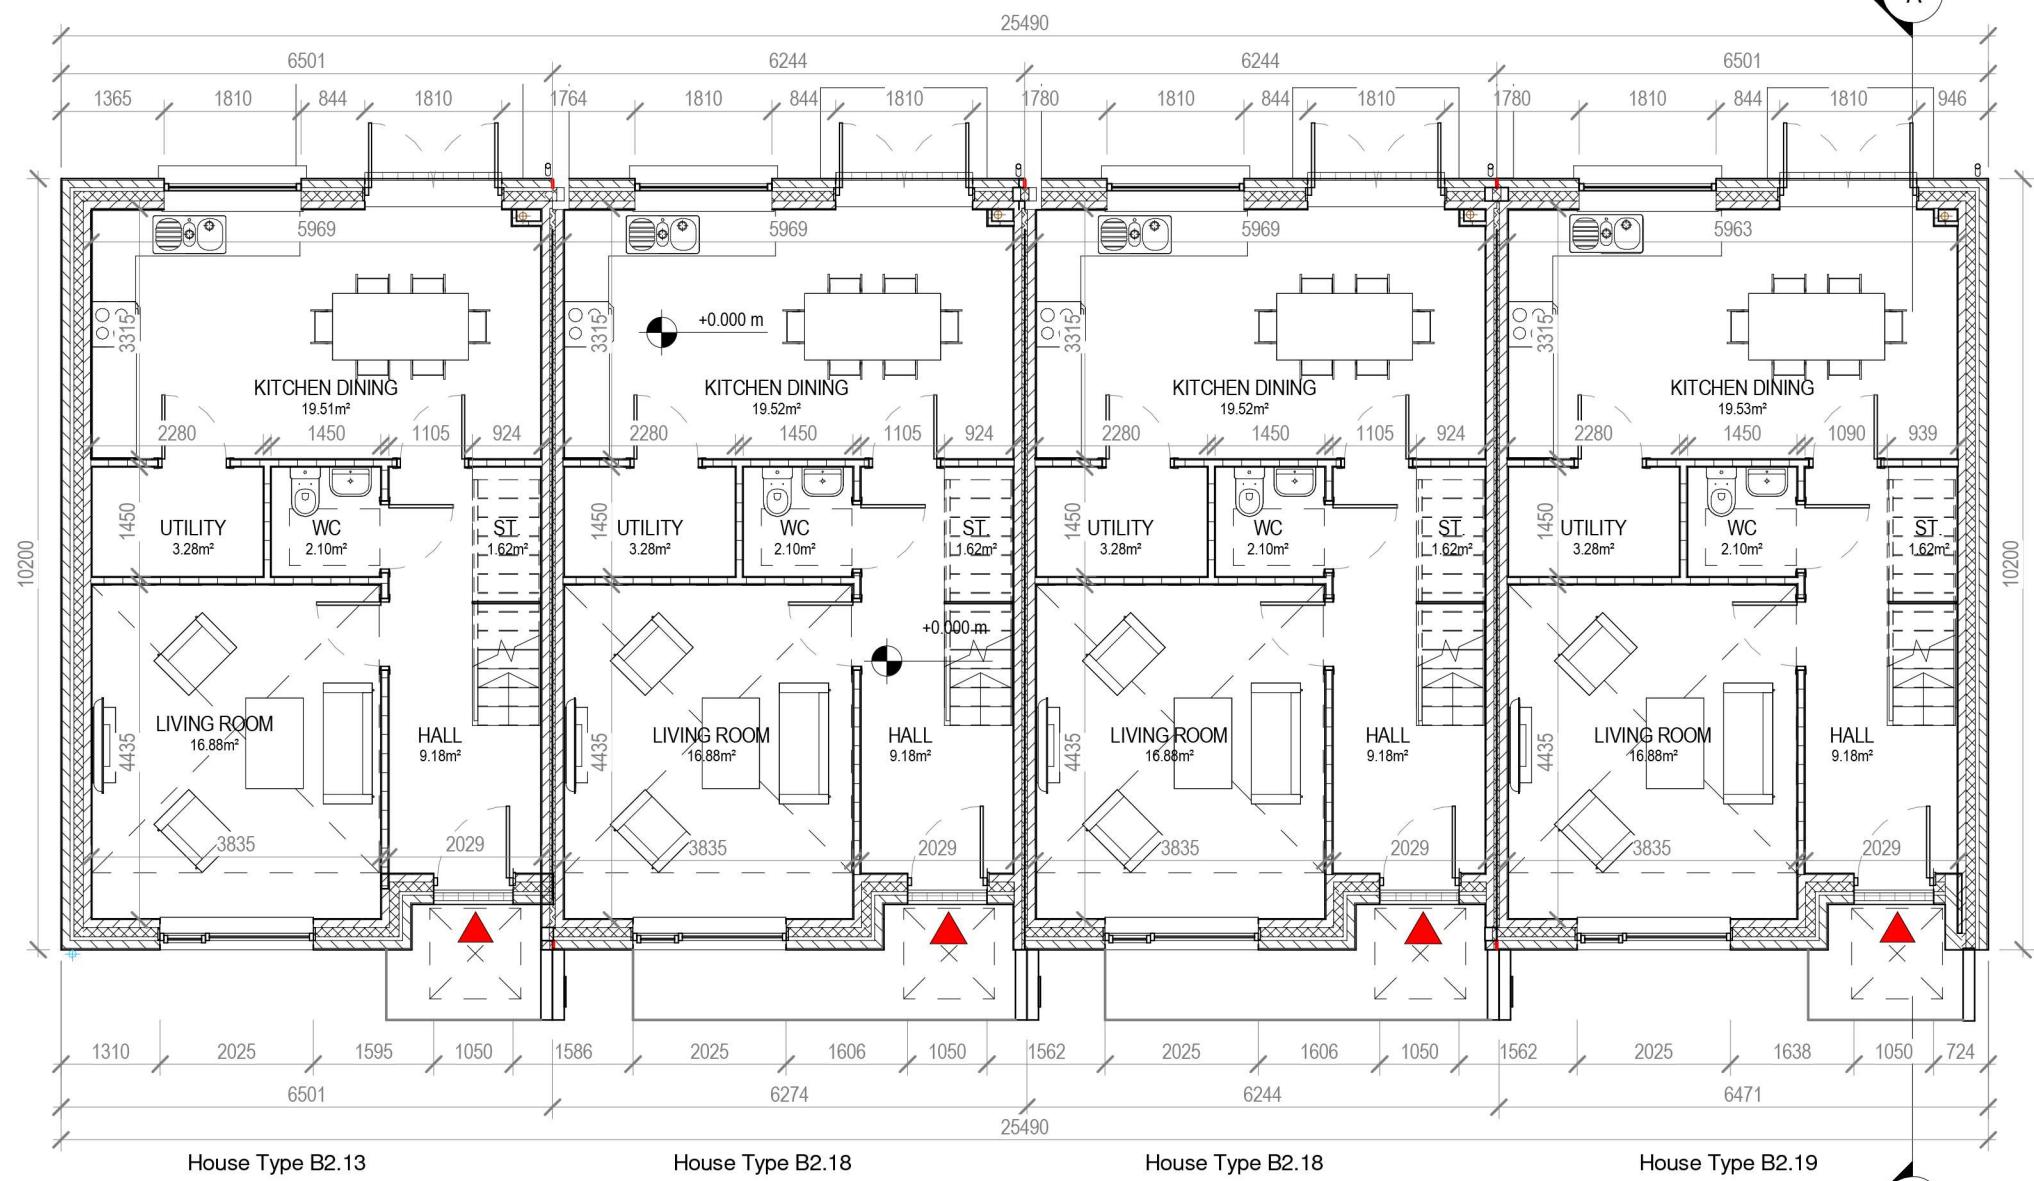 A
25490
6501 6244 6244 6501
1365 1810 844 1810 1764 1810 844 1810 1780 1810 844 1810 1780 1810 844 1810 946
5969 5969 5969 5963
+0.000 m
3315 3315 3315 3315
KITCHEN DINING KITCHEN DINING KITCHEN DINING KITCHEN DINING
19.51m² 19.52m² 19.52m² 19.53m²
2280 1450 1105 924 2280 1450 1105 924 2280 1450 1105 924 2280 1450 1090 939
1450 1450 1450 1450
UTILITY WC ST. UTILITY WC ST. UTILITY WC ST. UTILITY WC ST.
3.28m² 2.10m² 1.62m² 3.28m² 2.10m² 1.62m² 3.28m² 2.10m² 1.62m² 3.28m² 2.10m² 1.62m²
10200 10200
+0.000 m
LIVING ROOM HALL LIVING ROOM HALL LIVING ROOM HALL LIVING ROOM HALL
16.88m² 9.18m² 16.88m² 9.18m² 16.88m² 9.18m² 16.88m² 9.18m²
4435 4435 4435 4435
3835 2029 3835 2029 3835 2029 3835 2029
1310 2025 1595 1050 1586 2025 1606 1050 1562 2025 1606 1050 1562 2025 1638 1050 724
6501 6274 6244 6471
25490
House Type B2.13 House Type B2.18 House Type B2.18 House Type B2.19